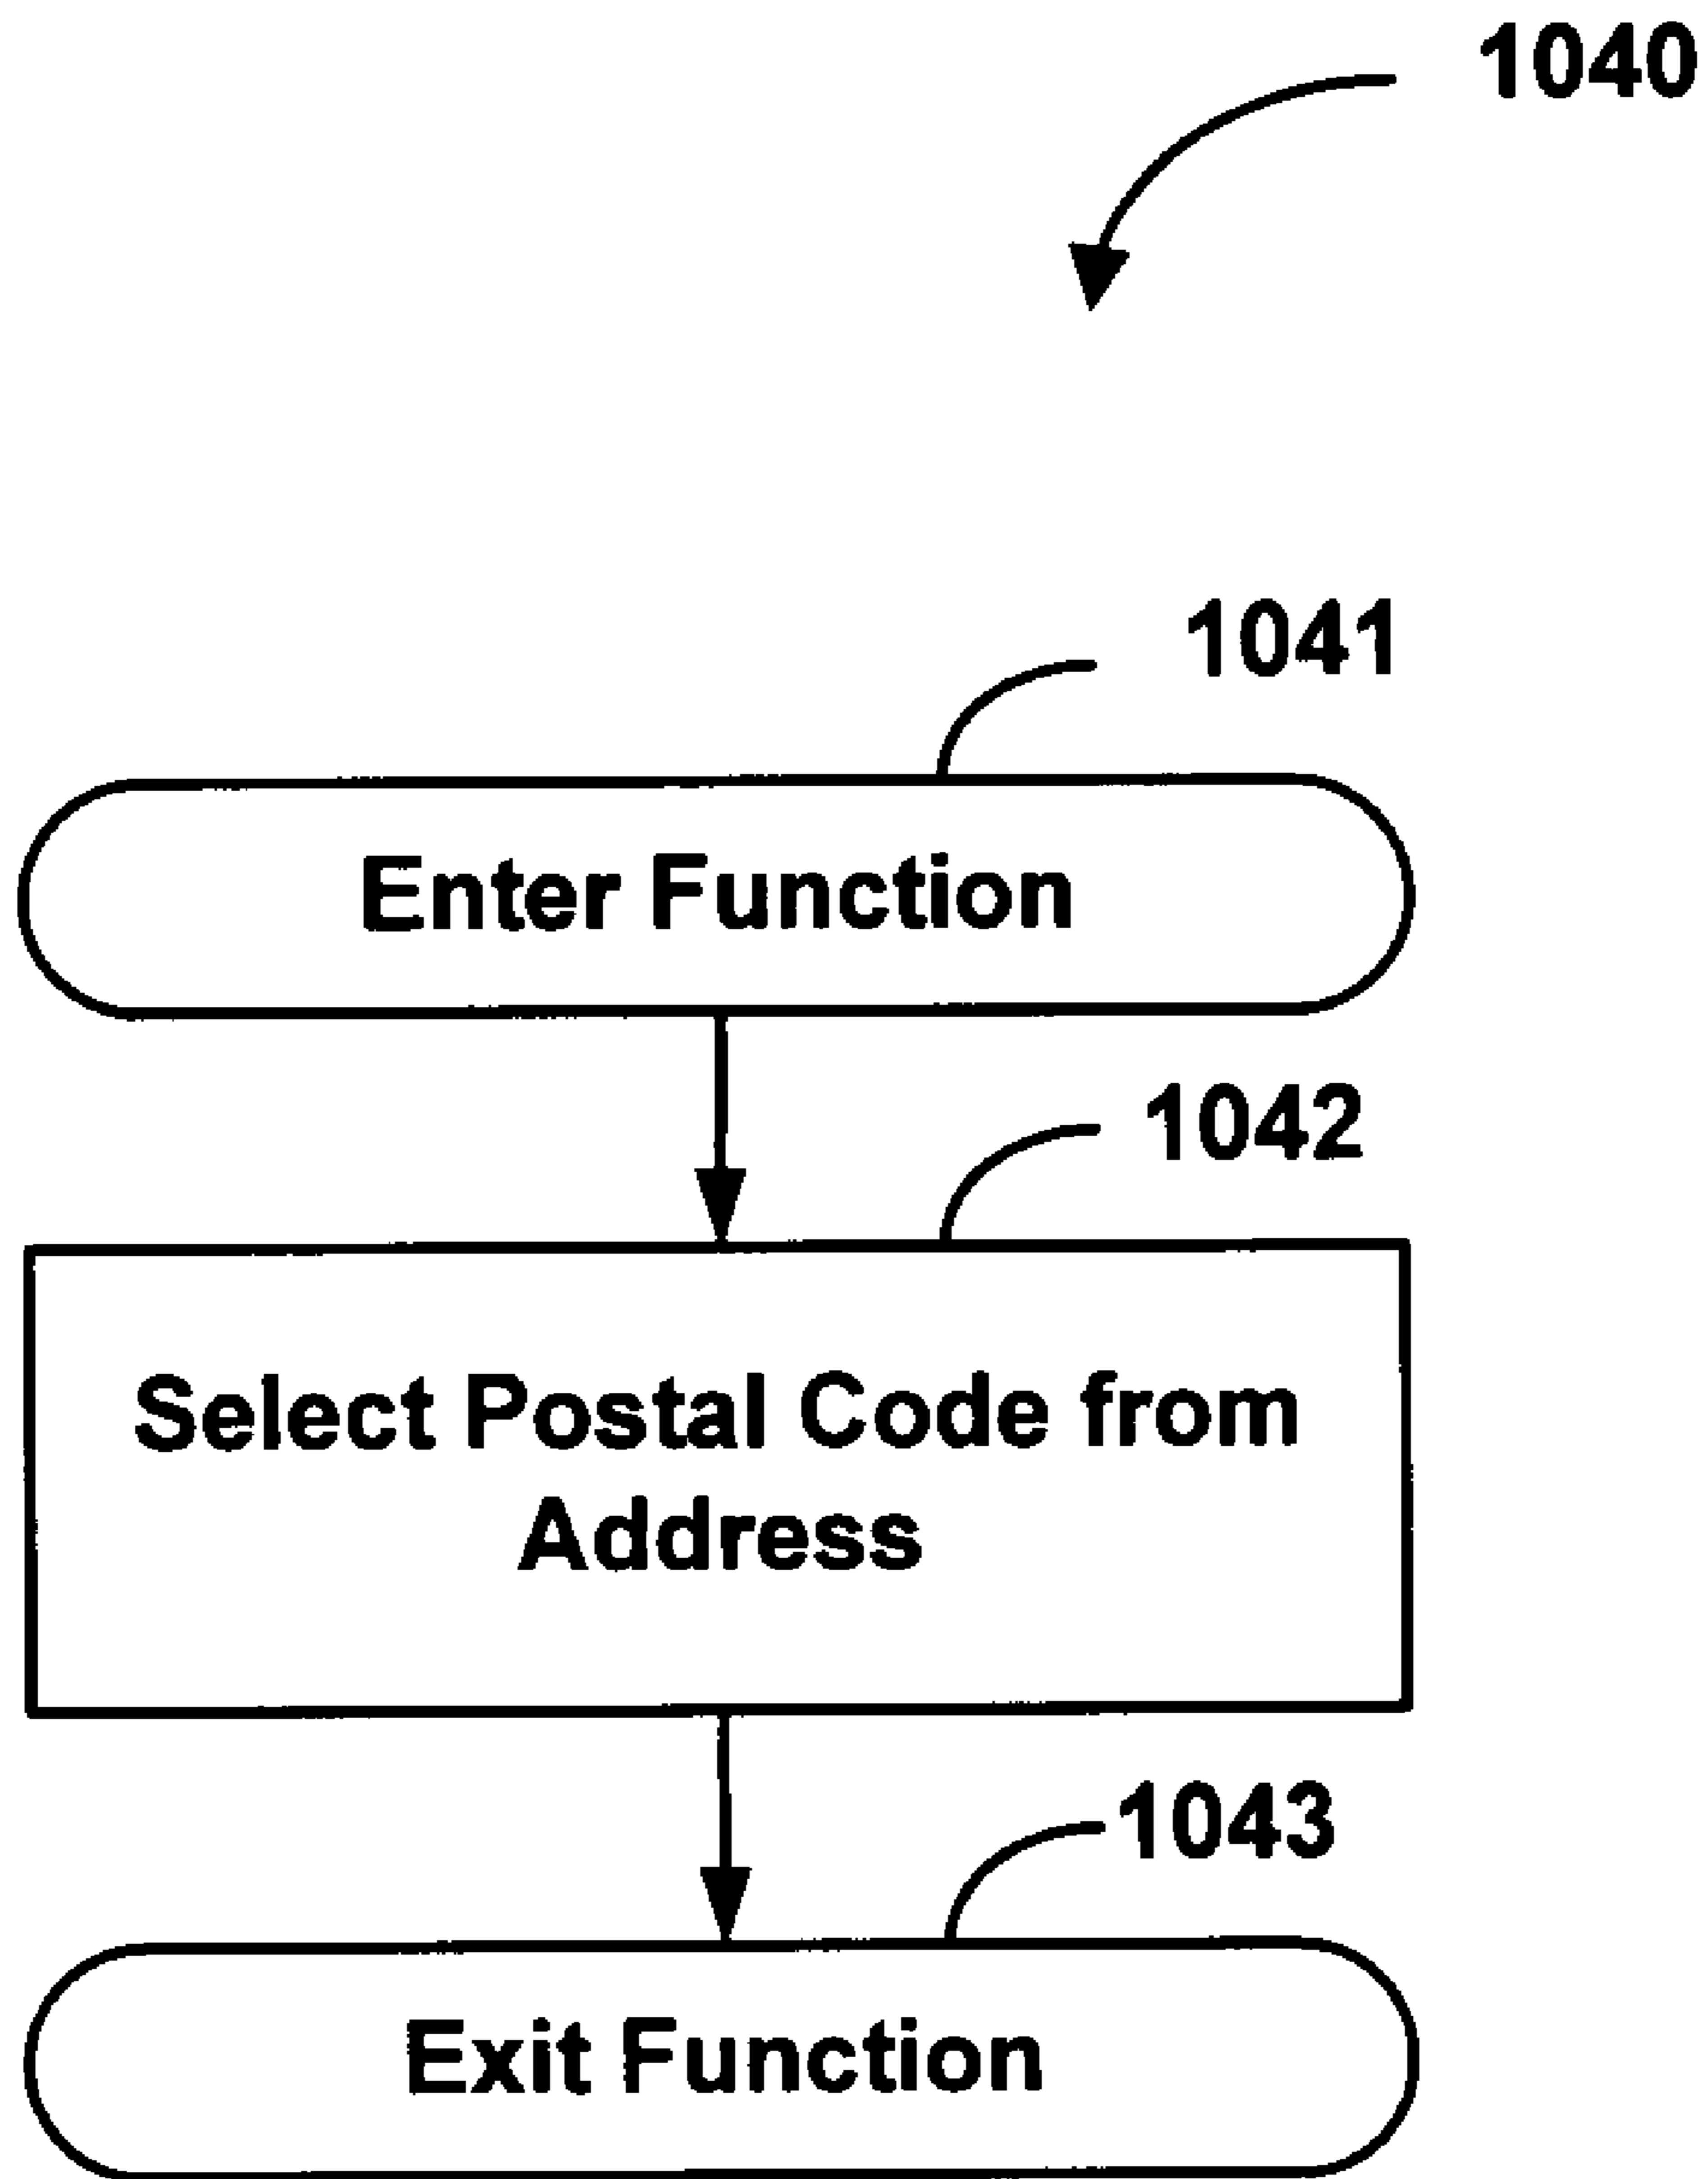 1040
1041
Enter Function
1042
Select Postal Code from
Address
1043
Exit Function